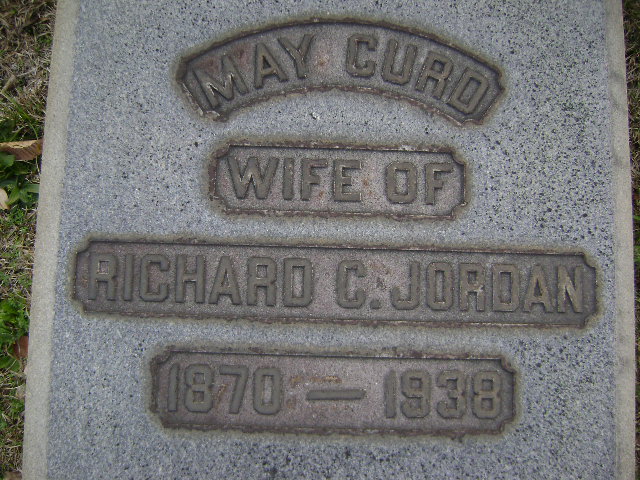 MAY CURD
WIFE OF
RICHARD C. JORDAN
1870 — 1938